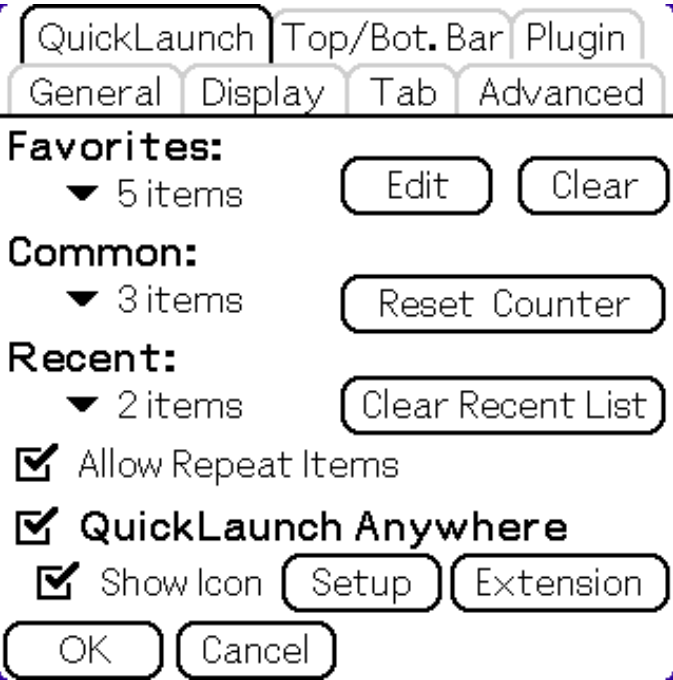 QuickLaunch Top/Bot. Bar Plugin
General Display Tab Advanced
Favorites:
5 items Edit Clear
Common:
3 items Reset Counter
Recent:
2 items Clear Recent List
Allow Repeat Items
QuickLaunch Anywhere
Show Icon Setup Extension
OK Cancel